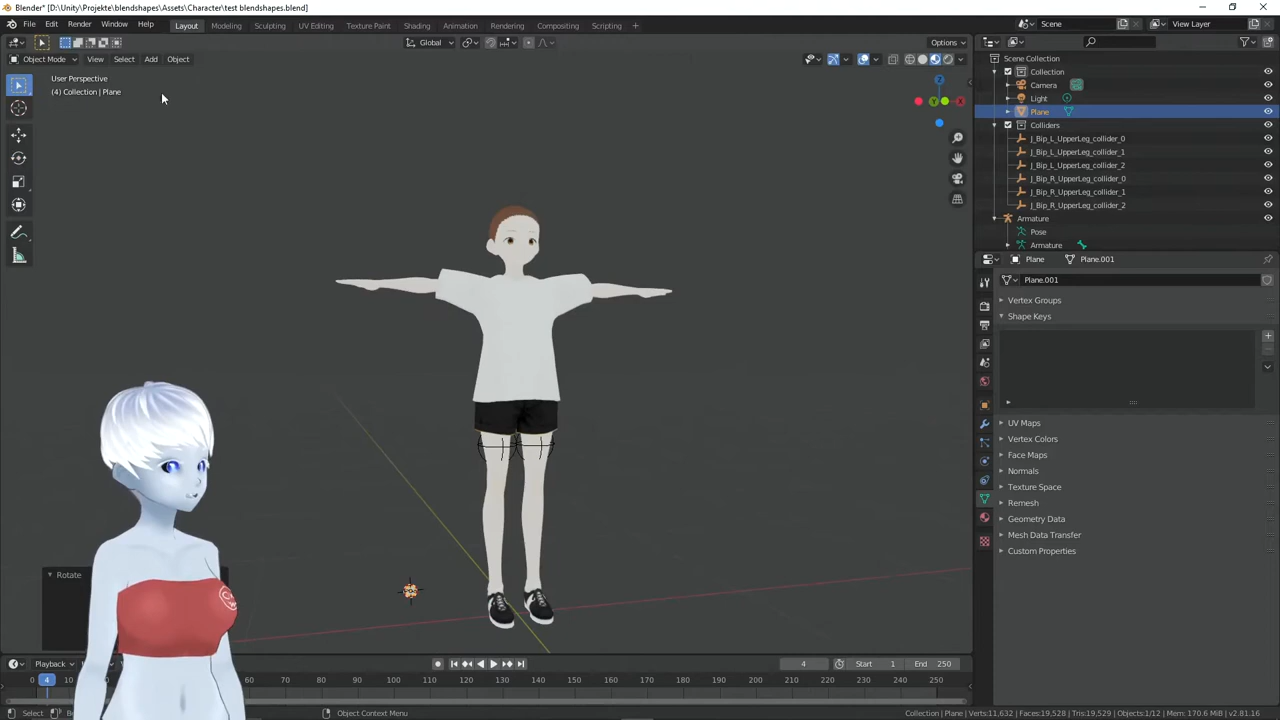 Blender* [D:\Unity\Projekte\blendshapes\Assets\Character\test blendshapes.blend]
File Edit Render Window Help
Layout Modeling Sculpting UV Editing Texture Paint Shading Animation Rendering Compositing Scripting +
Scene
View Layer
Global
Options
Object Mode View Select Add Object
User Perspective
(4) Collection | Plane
Z
Y
X
Rotate
Scene Collection
Collection
Camera
Light
Plane
Colliders
J_Bip_L_UpperLeg_collider_0
J_Bip_L_UpperLeg_collider_1
J_Bip_L_UpperLeg_collider_2
J_Bip_R_UpperLeg_collider_0
J_Bip_R_UpperLeg_collider_1
J_Bip_R_UpperLeg_collider_2
Armature
Pose
Armature
Plane Plane.001
Plane.001
Vertex Groups
Shape Keys
UV Maps
Vertex Colors
Face Maps
Normals
Texture Space
Remesh
Geometry Data
Mesh Data Transfer
Custom Properties
Playback
4
Start 1
End 250
0 4 10 20 30 40 50 60 70 80 90 100 110 120 130 140 150 160 170 180 190 200 210 220 230 240 250
Select
Object Context Menu
Collection | Plane | Verts:11,632 | Faces:19,528 | Tris:19,529 | Objects:1/12 | Mem: 170.6 MiB | v2.81.16